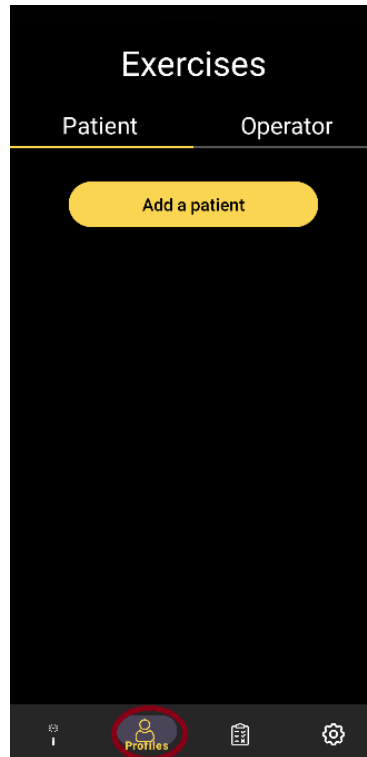 Exercises
Patient Operator
Add a patient
Profiles